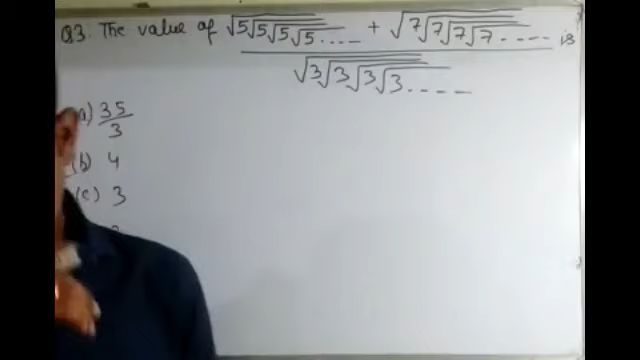 Q3. The value of √5√5√5√5..... + √7√7√7√7..... is
√3√3√3√3.....
(a) 35/3
(b) 4
(c) 3